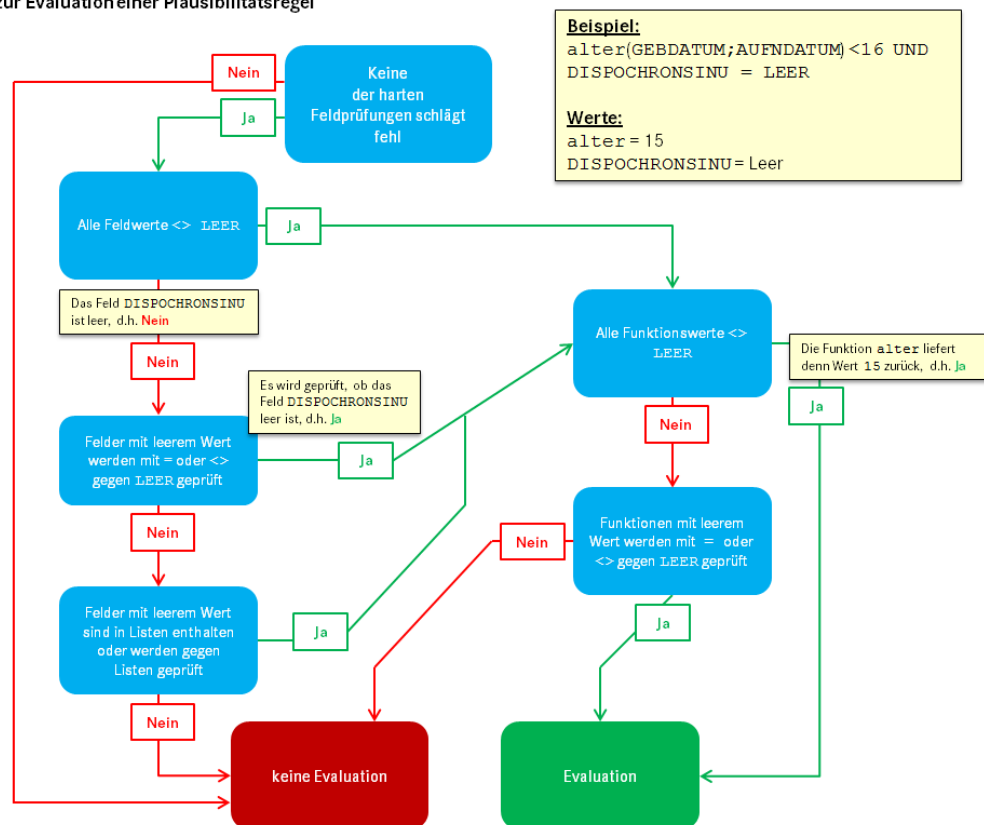 zur Evaluation einer Plausibilitätsregel
Beispiel:
alter(GEBDATUM;AUFNDATUM)<16 UND
DISPOCHRONSINU = LEER
Werte:
alter = 15
DISPOCHRONSINU = Leer
Nein
Keine
der harten
Feldprüfungen schlägt
fehl
Ja
Alle Feldwerte <> LEER
Ja
Das Feld DISPOCHRONSINU
ist leer, d.h. Nein
Nein
Alle Funktionswerte <>
LEER
Die Funktion alter liefert
denn Wert 15 zurück, d.h. Ja
Ja
Es wird geprüft, ob das
Feld DISPOCHRONSINU
leer ist, d.h. Ja
Nein
Felder mit leerem Wert
werden mit = oder <>
gegen LEER geprüft
Ja
Nein
Funktionen mit leerem
Wert werden mit = oder
<> gegen LEER geprüft
Nein
Ja
Felder mit leerem Wert
sind in Listen enthalten
oder werden gegen
Listen geprüft
Ja
Nein
keine Evaluation
Evaluation